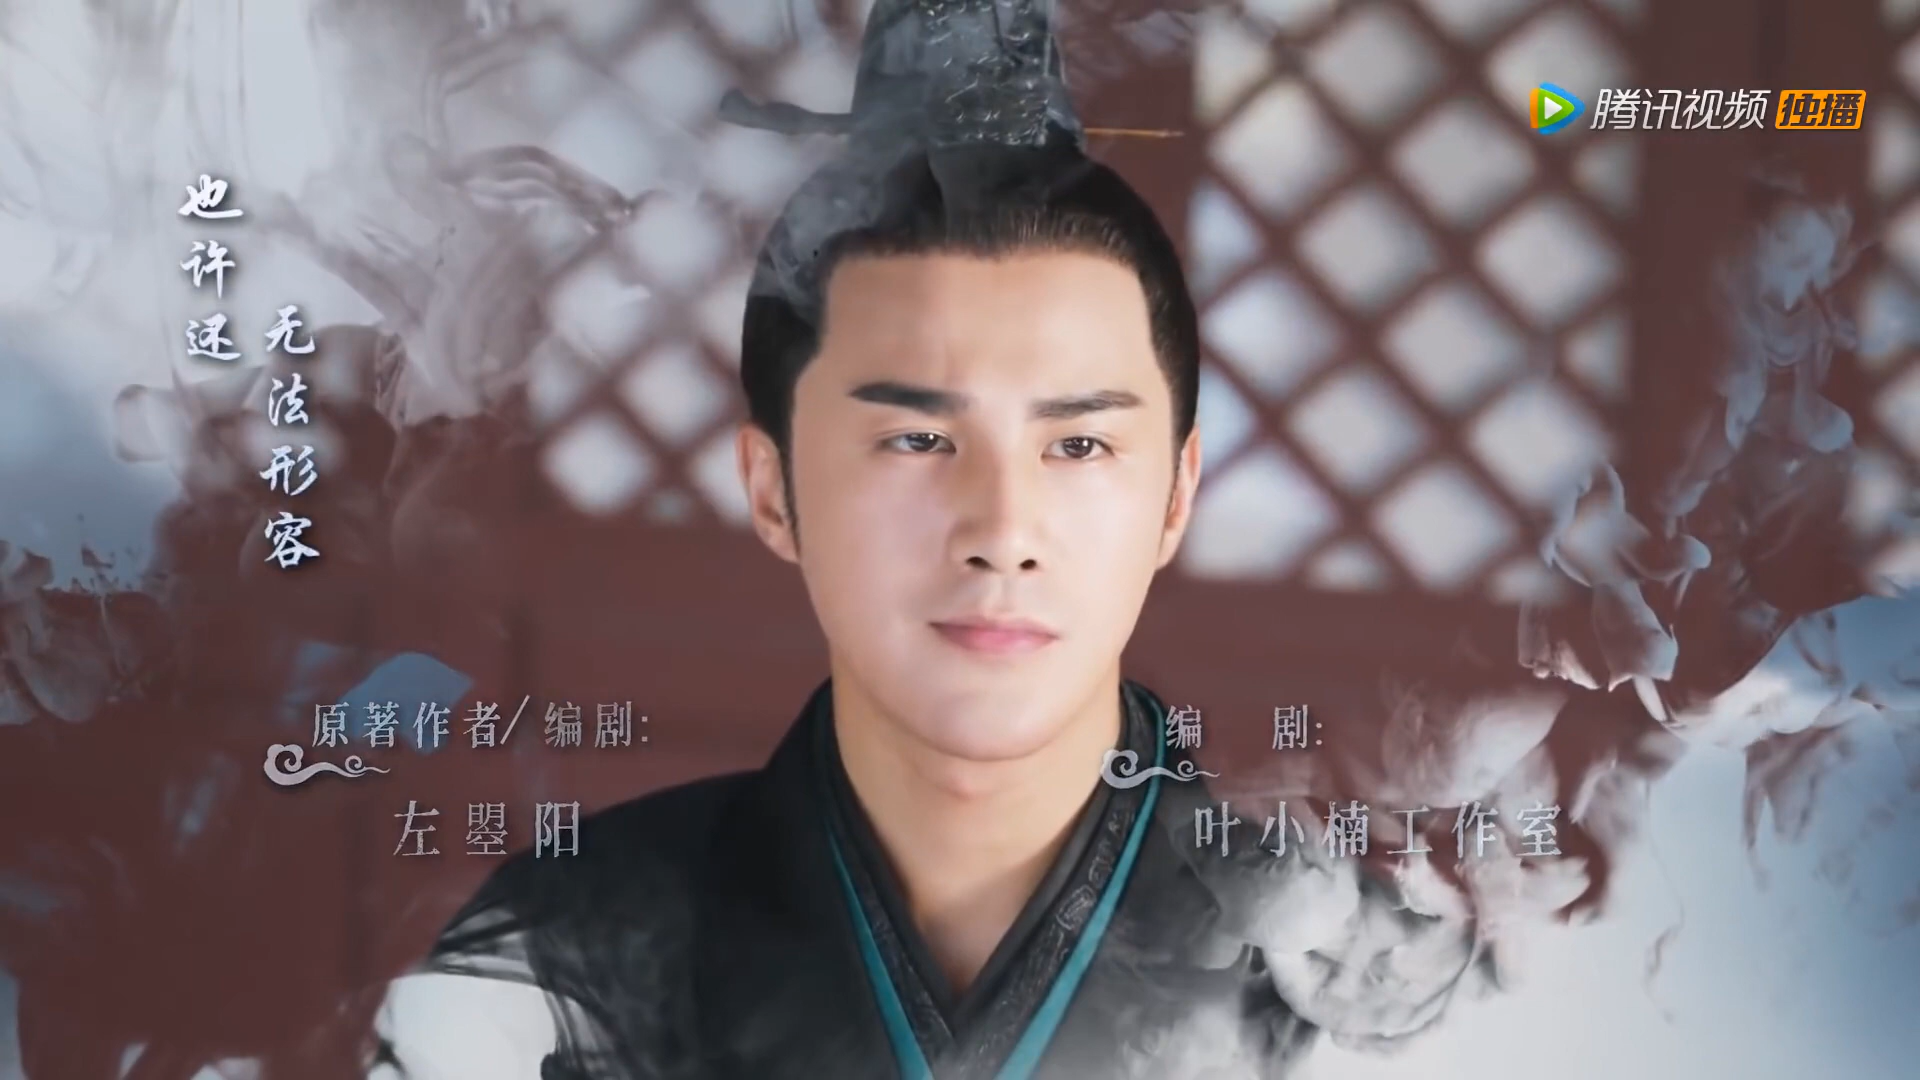 腾讯视频 独播
也许还
无法形容
原著作者/编剧:
左曌阳
编 剧:
叶小楠工作室